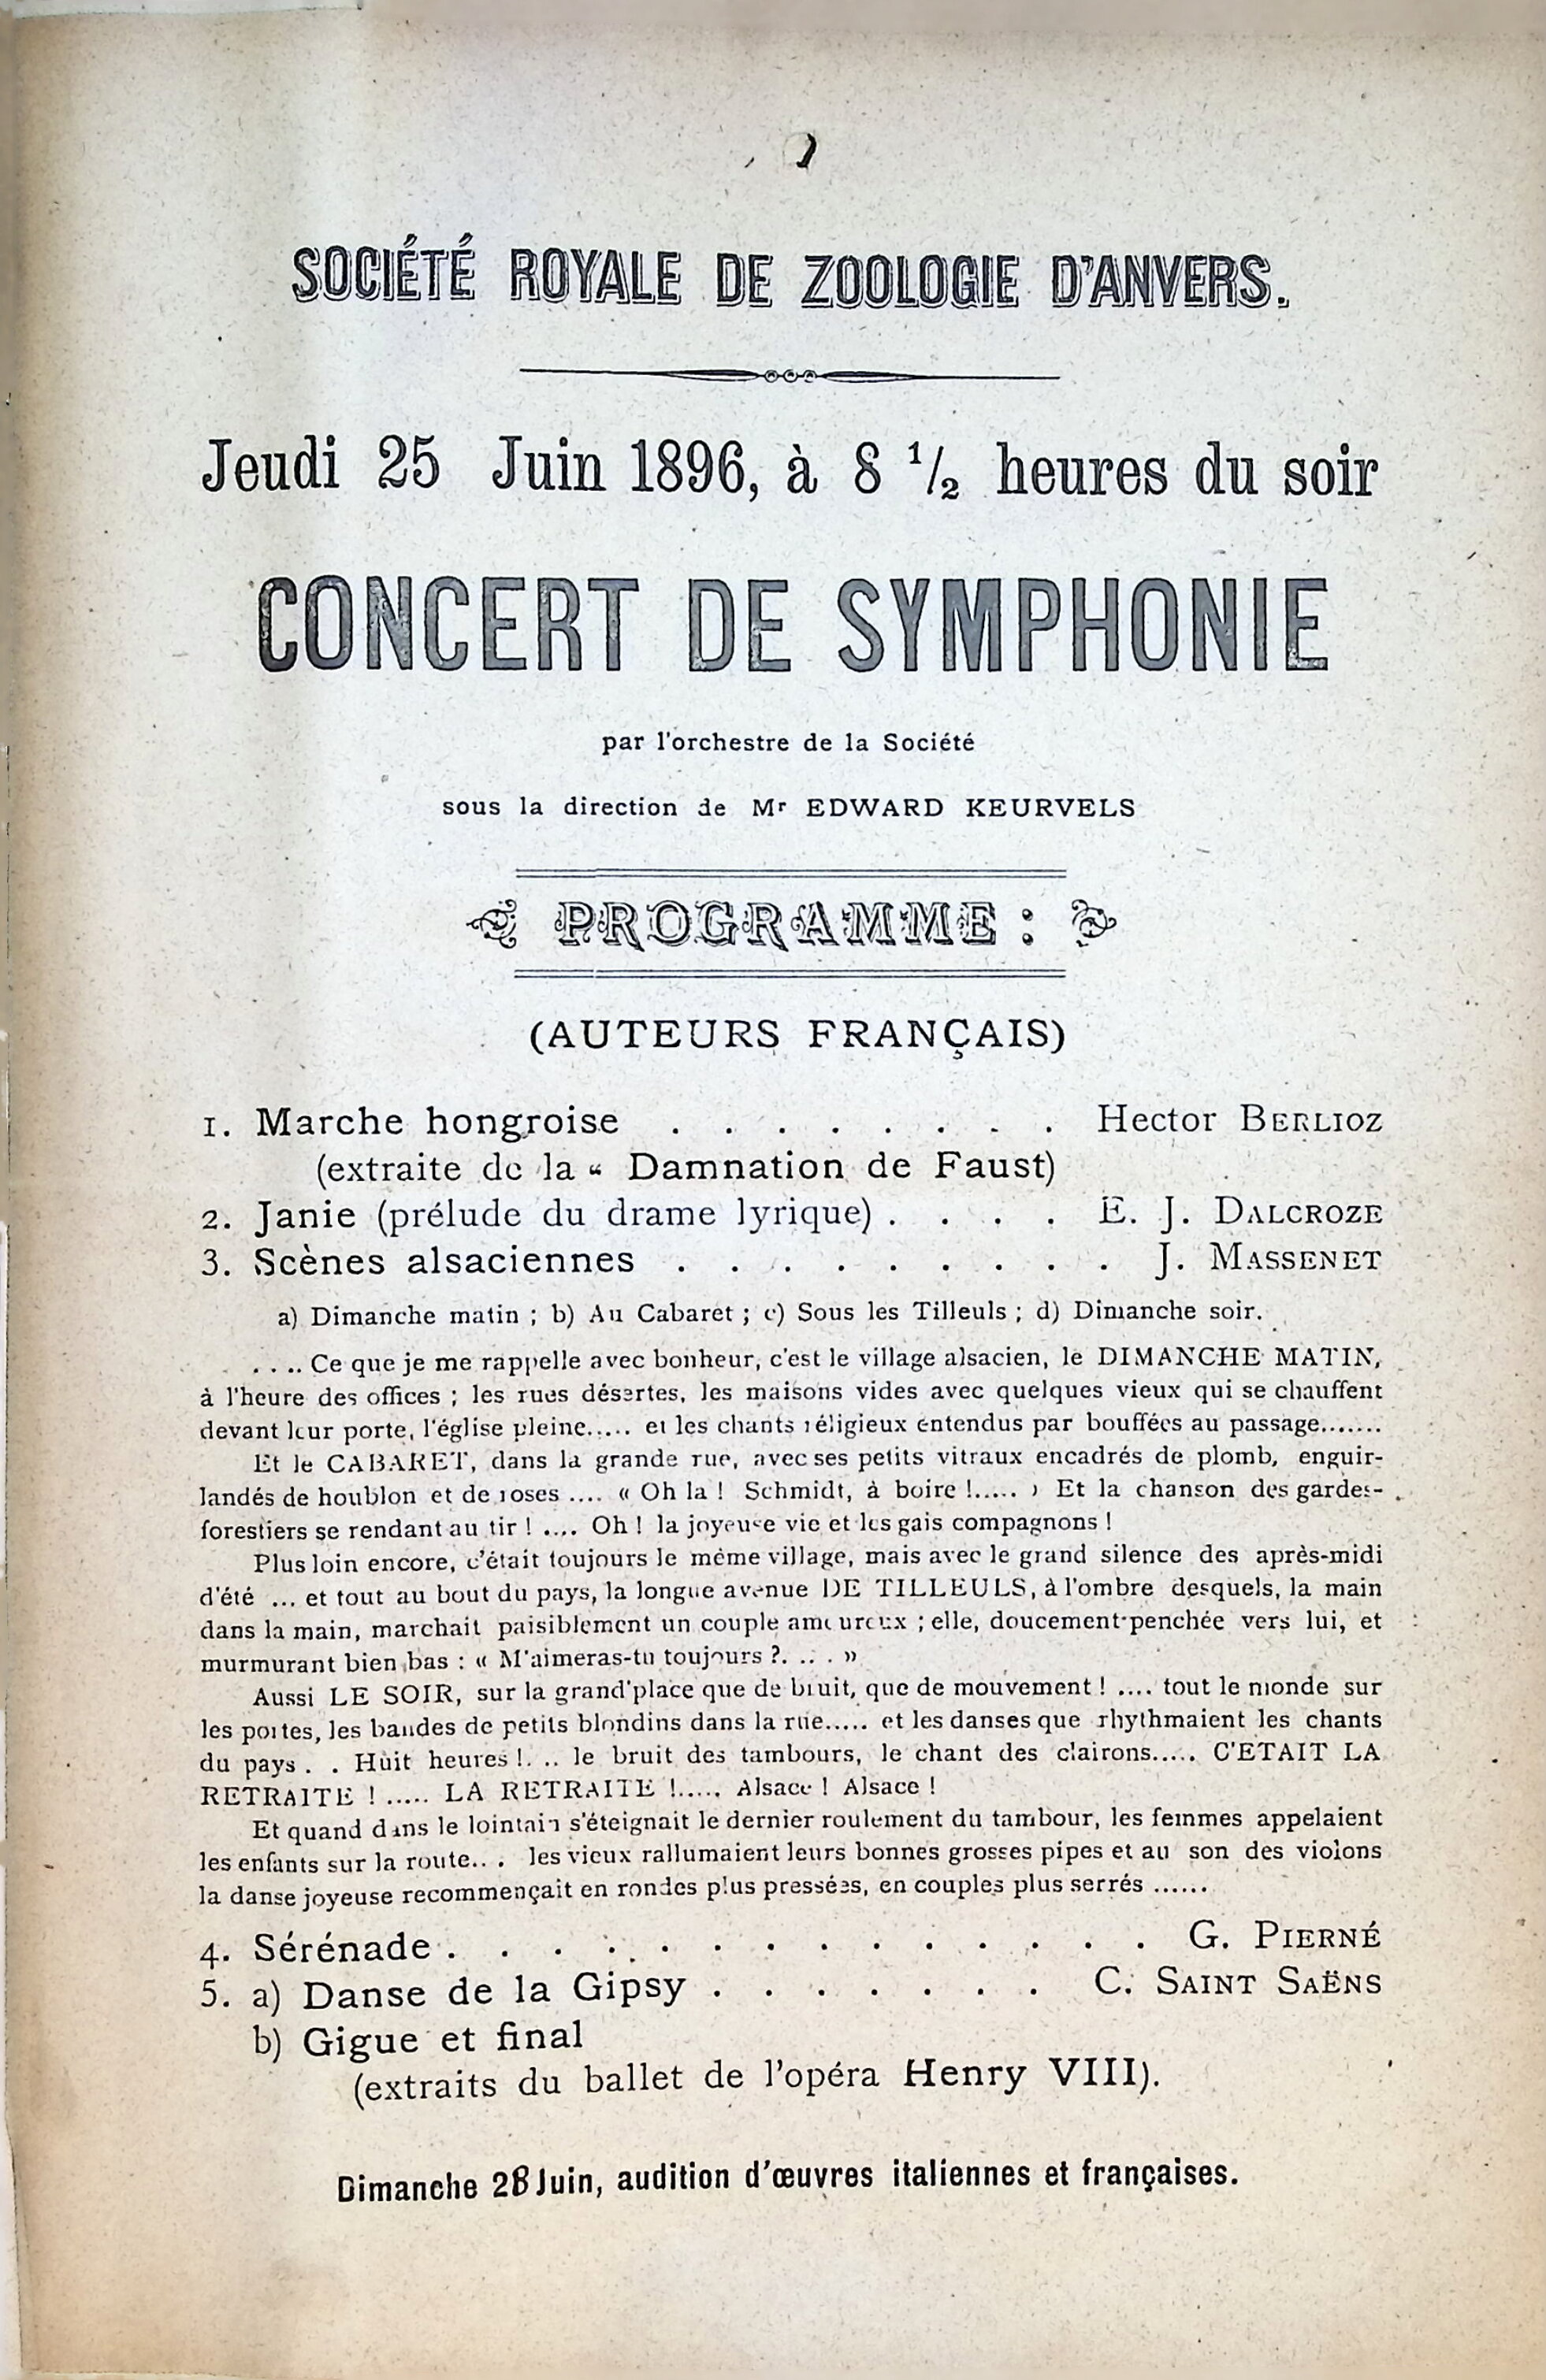 SOCIÉTÉ ROYALE DE ZOOLOGIE D'ANVERS.
Jeudi 25 Juin 1896, à 8 1/2 heures du soir
CONCERT DE SYMPHONIE
par l'orchestre de la Société
sous la direction de Mr EDWARD KEURVELS
PROGRAMME :
(AUTEURS FRANÇAIS)
1. Marche hongroise . . . . . . . . Hector BERLIOZ
(extraite de la “ Damnation de Faust)
2. Janie (prélude du drame lyrique) . . . . E. J. DALCROZE
3. Scènes alsaciennes . . . . . . . . . J. MASSENET
a) Dimanche matin ; b) Au Cabaret ; c) Sous les Tilleuls ; d) Dimanche soir.
.... Ce que je me rappelle avec bonheur, c'est le village alsacien, le DIMANCHE MATIN,
à l'heure des offices ; les rues désertes, les maisons vides avec quelques vieux qui se chauffent
devant leur porte, l'église pleine..... et les chants réligieux entendus par bouffées au passage.......
Et le CABARET, dans la grande rue, avec ses petits vitraux encadrés de plomb, enguir-
landés de houblon et de roses .... « Oh la ! Schmidt, à boire !..... » Et la chanson des gardes-
forestiers se rendant au tir ! .... Oh ! la joyeuse vie et les gais compagnons !
Plus loin encore, c'était toujours le même village, mais avec le grand silence des après-midi
d'été ... et tout au bout du pays, la longue avenue DE TILLEULS, à l'ombre desquels, la main
dans la main, marchait paisiblement un couple amoureux ; elle, doucement penchée vers lui, et
murmurant bien bas : « M'aimeras-tu toujours ?. .. . »
Aussi LE SOIR, sur la grand'place que de bruit, que de mouvement ! .... tout le monde sur
les portes, les bandes de petits blondins dans la rue..... et les danses que rhythmaient les chants
du pays . . Huit heures !. .. le bruit des tambours, le chant des clairons..... C'ETAIT LA
RETRAITE ! ..... LA RETRAITE !..... Alsace ! Alsace !
Et quand dans le lointain s'éteignait le dernier roulement du tambour, les femmes appelaient
les enfants sur la route.. . les vieux rallumaient leurs bonnes grosses pipes et au son des violons
la danse joyeuse recommençait en rondes plus pressées, en couples plus serrés ......
4. Sérénade . . . . . . . . . . . . . . G. PIERNÉ
5. a) Danse de la Gipsy . . . . . . . C. SAINT SAËNS
b) Gigue et final
(extraits du ballet de l'opéra Henry VIII).
Dimanche 28 Juin, audition d'œuvres italiennes et françaises.